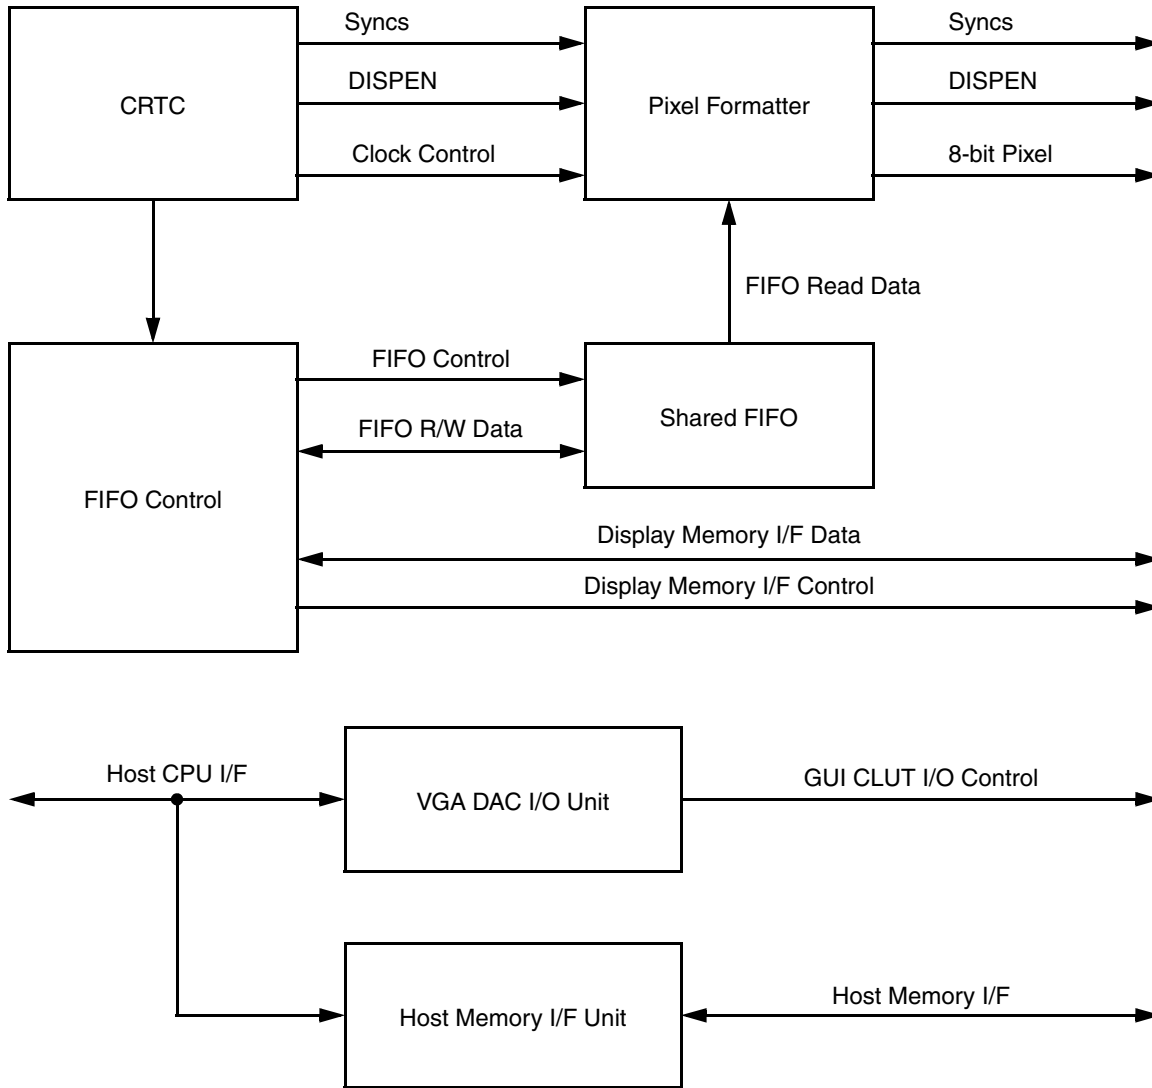 Syncs
Syncs
DISPEN
DISPEN
CRTC
Pixel Formatter
Clock Control
8-bit Pixel
FIFO Read Data
FIFO Control
Shared FIFO
FIFO R/W Data
FIFO Control
Display Memory I/F Data
Display Memory I/F Control
Host CPU I/F
VGA DAC I/O Unit
GUI CLUT I/O Control
Host Memory I/F Unit
Host Memory I/F